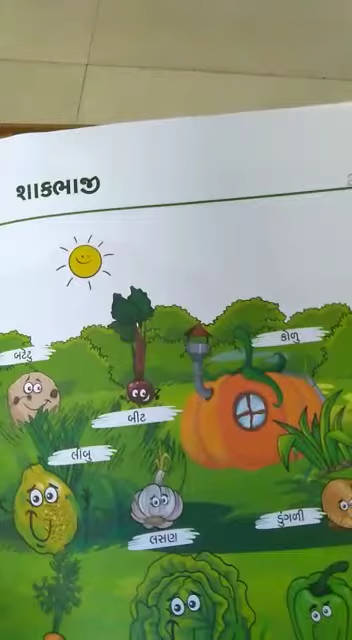 શાકભાજી
બટેટુ
કોળુ
બીટ
લીંબુ
લસણ
ડુંગળી